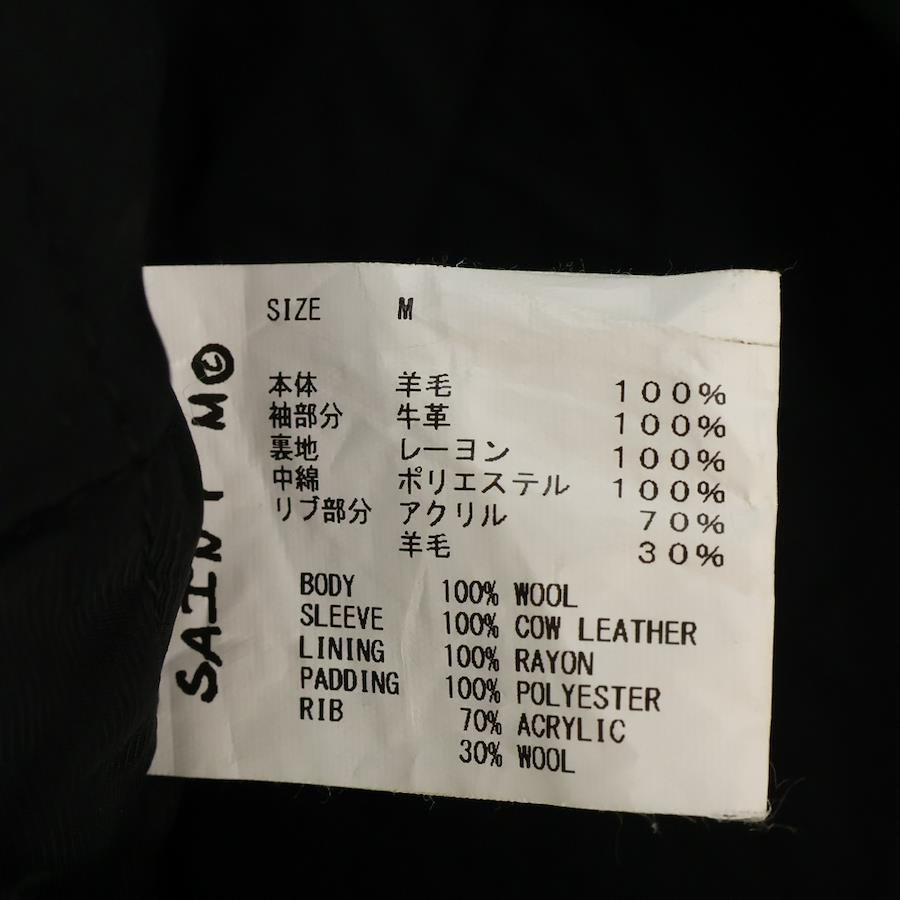 SIZE M
本体 羊毛 100%
袖部分 牛革 100%
裏地 レーヨン 100%
中綿 ポリエステル 100%
リブ部分 アクリル 70%
羊毛 30%
BODY 100% WOOL
SLEEVE 100% COW LEATHER
LINING 100% RAYON
PADDING 100% POLYESTER
RIB 70% ACRYLIC
30% WOOL
SAINT M